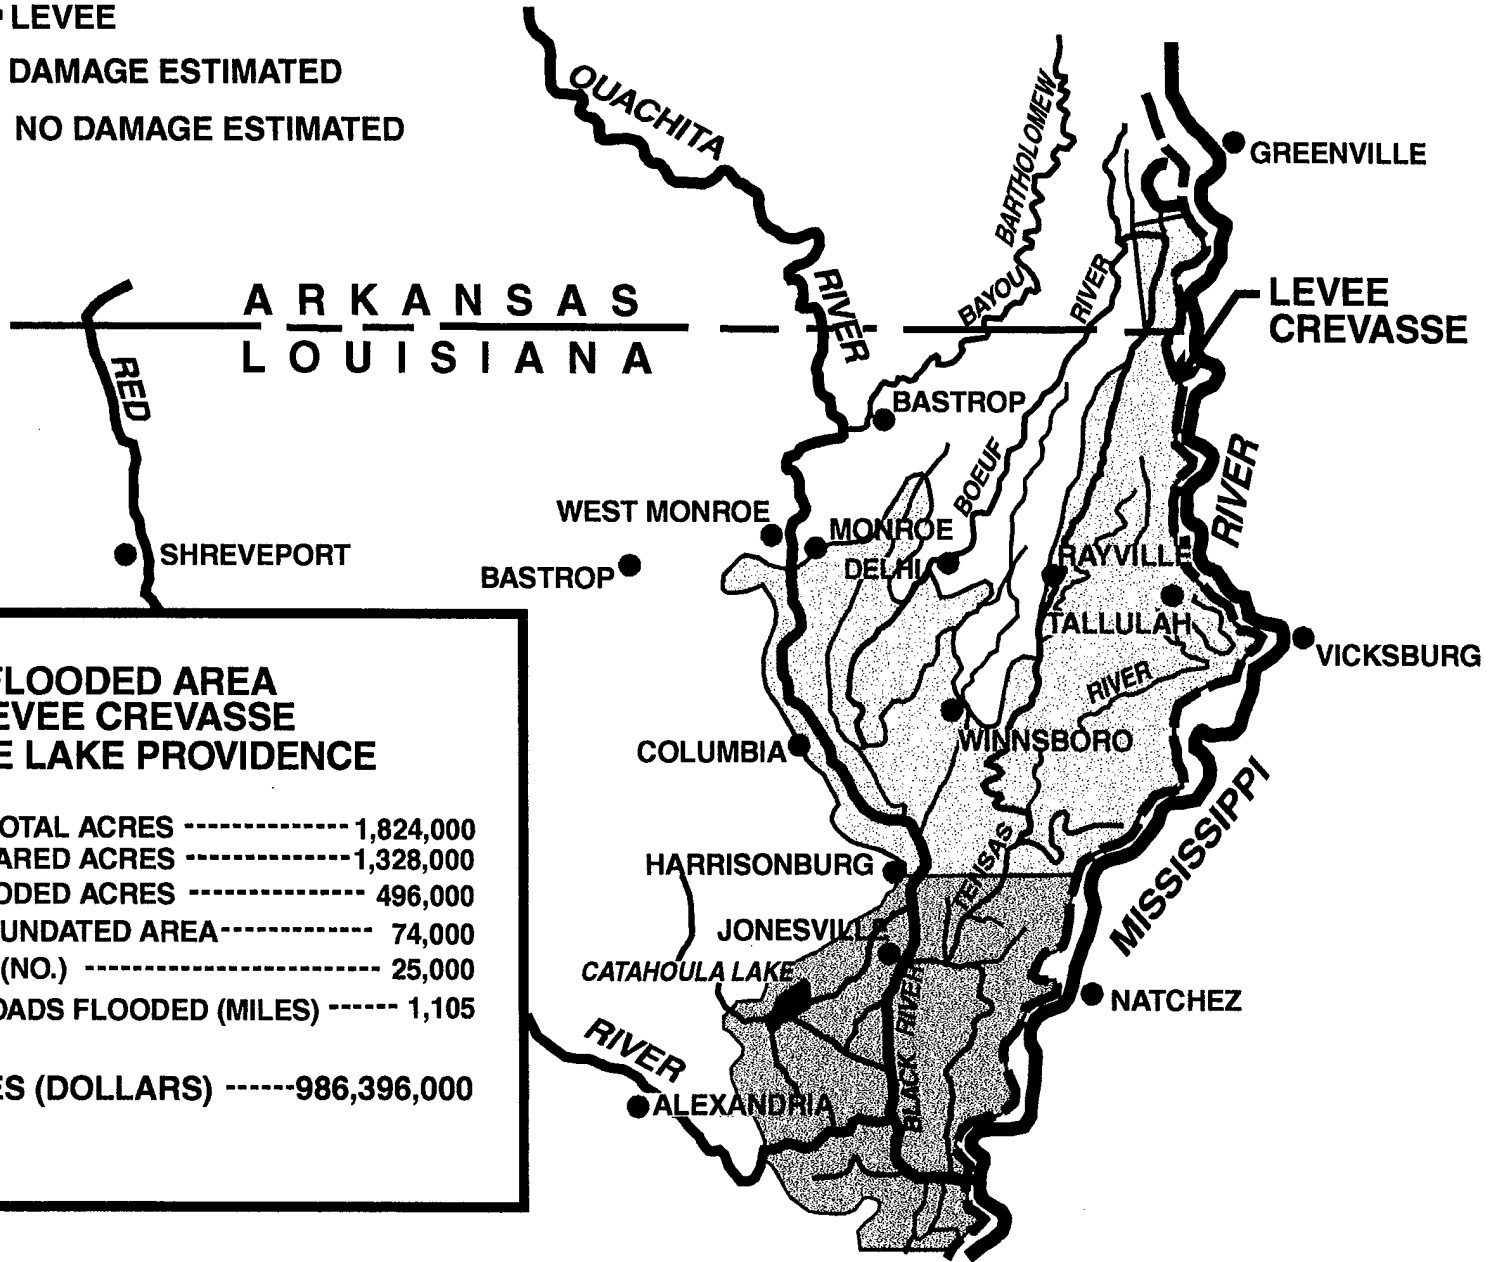 LEVEE
DAMAGE ESTIMATED
NO DAMAGE ESTIMATED
OUACHITA
RIVER
BAYOU
BARTHOLOMEW
RIVER
GREENVILLE
ARKANSAS
LOUISIANA
LEVEE
CREVASSE
RED
BASTROP
BOEUF
RIVER
WEST MONROE
MONROE
SHREVEPORT
BASTROP
DELHI
RAYVILLE
TALLULAH
VICKSBURG
RIVER
WINNSBORO
COLUMBIA
MISSISSIPPI
HARRISONBURG
TENSAS
JONESVILLE
CATAHOULA LAKE
BLACK RIVER
NATCHEZ
RIVER
ALEXANDRIA
FLOODED AREA
EVEE CREVASSE
E LAKE PROVIDENCE
OTAL ACRES --------------- 1,824,000
ARED ACRES ---------------1,328,000
ODED ACRES ---------------- 496,000
UNDATED AREA-------------- 74,000
(NO.) --------------------------- 25,000
OADS FLOODED (MILES) ------ 1,105
ES (DOLLARS) ------986,396,000